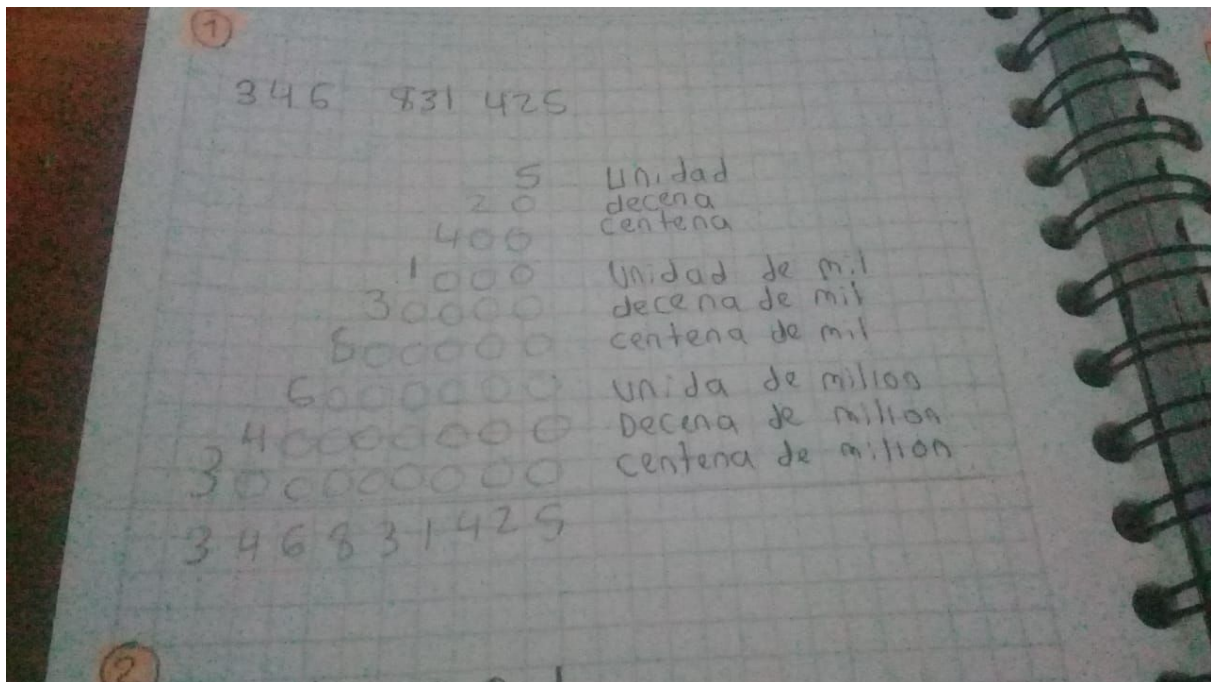 1
346 831 425
5 unidad
20 decena
400 centena
1000 unidad de mil
30000 decena de mil
800000 centena de mil
6000000 unida de millon
40000000 Decena de millon
300000000 centena de millon
346831425
2